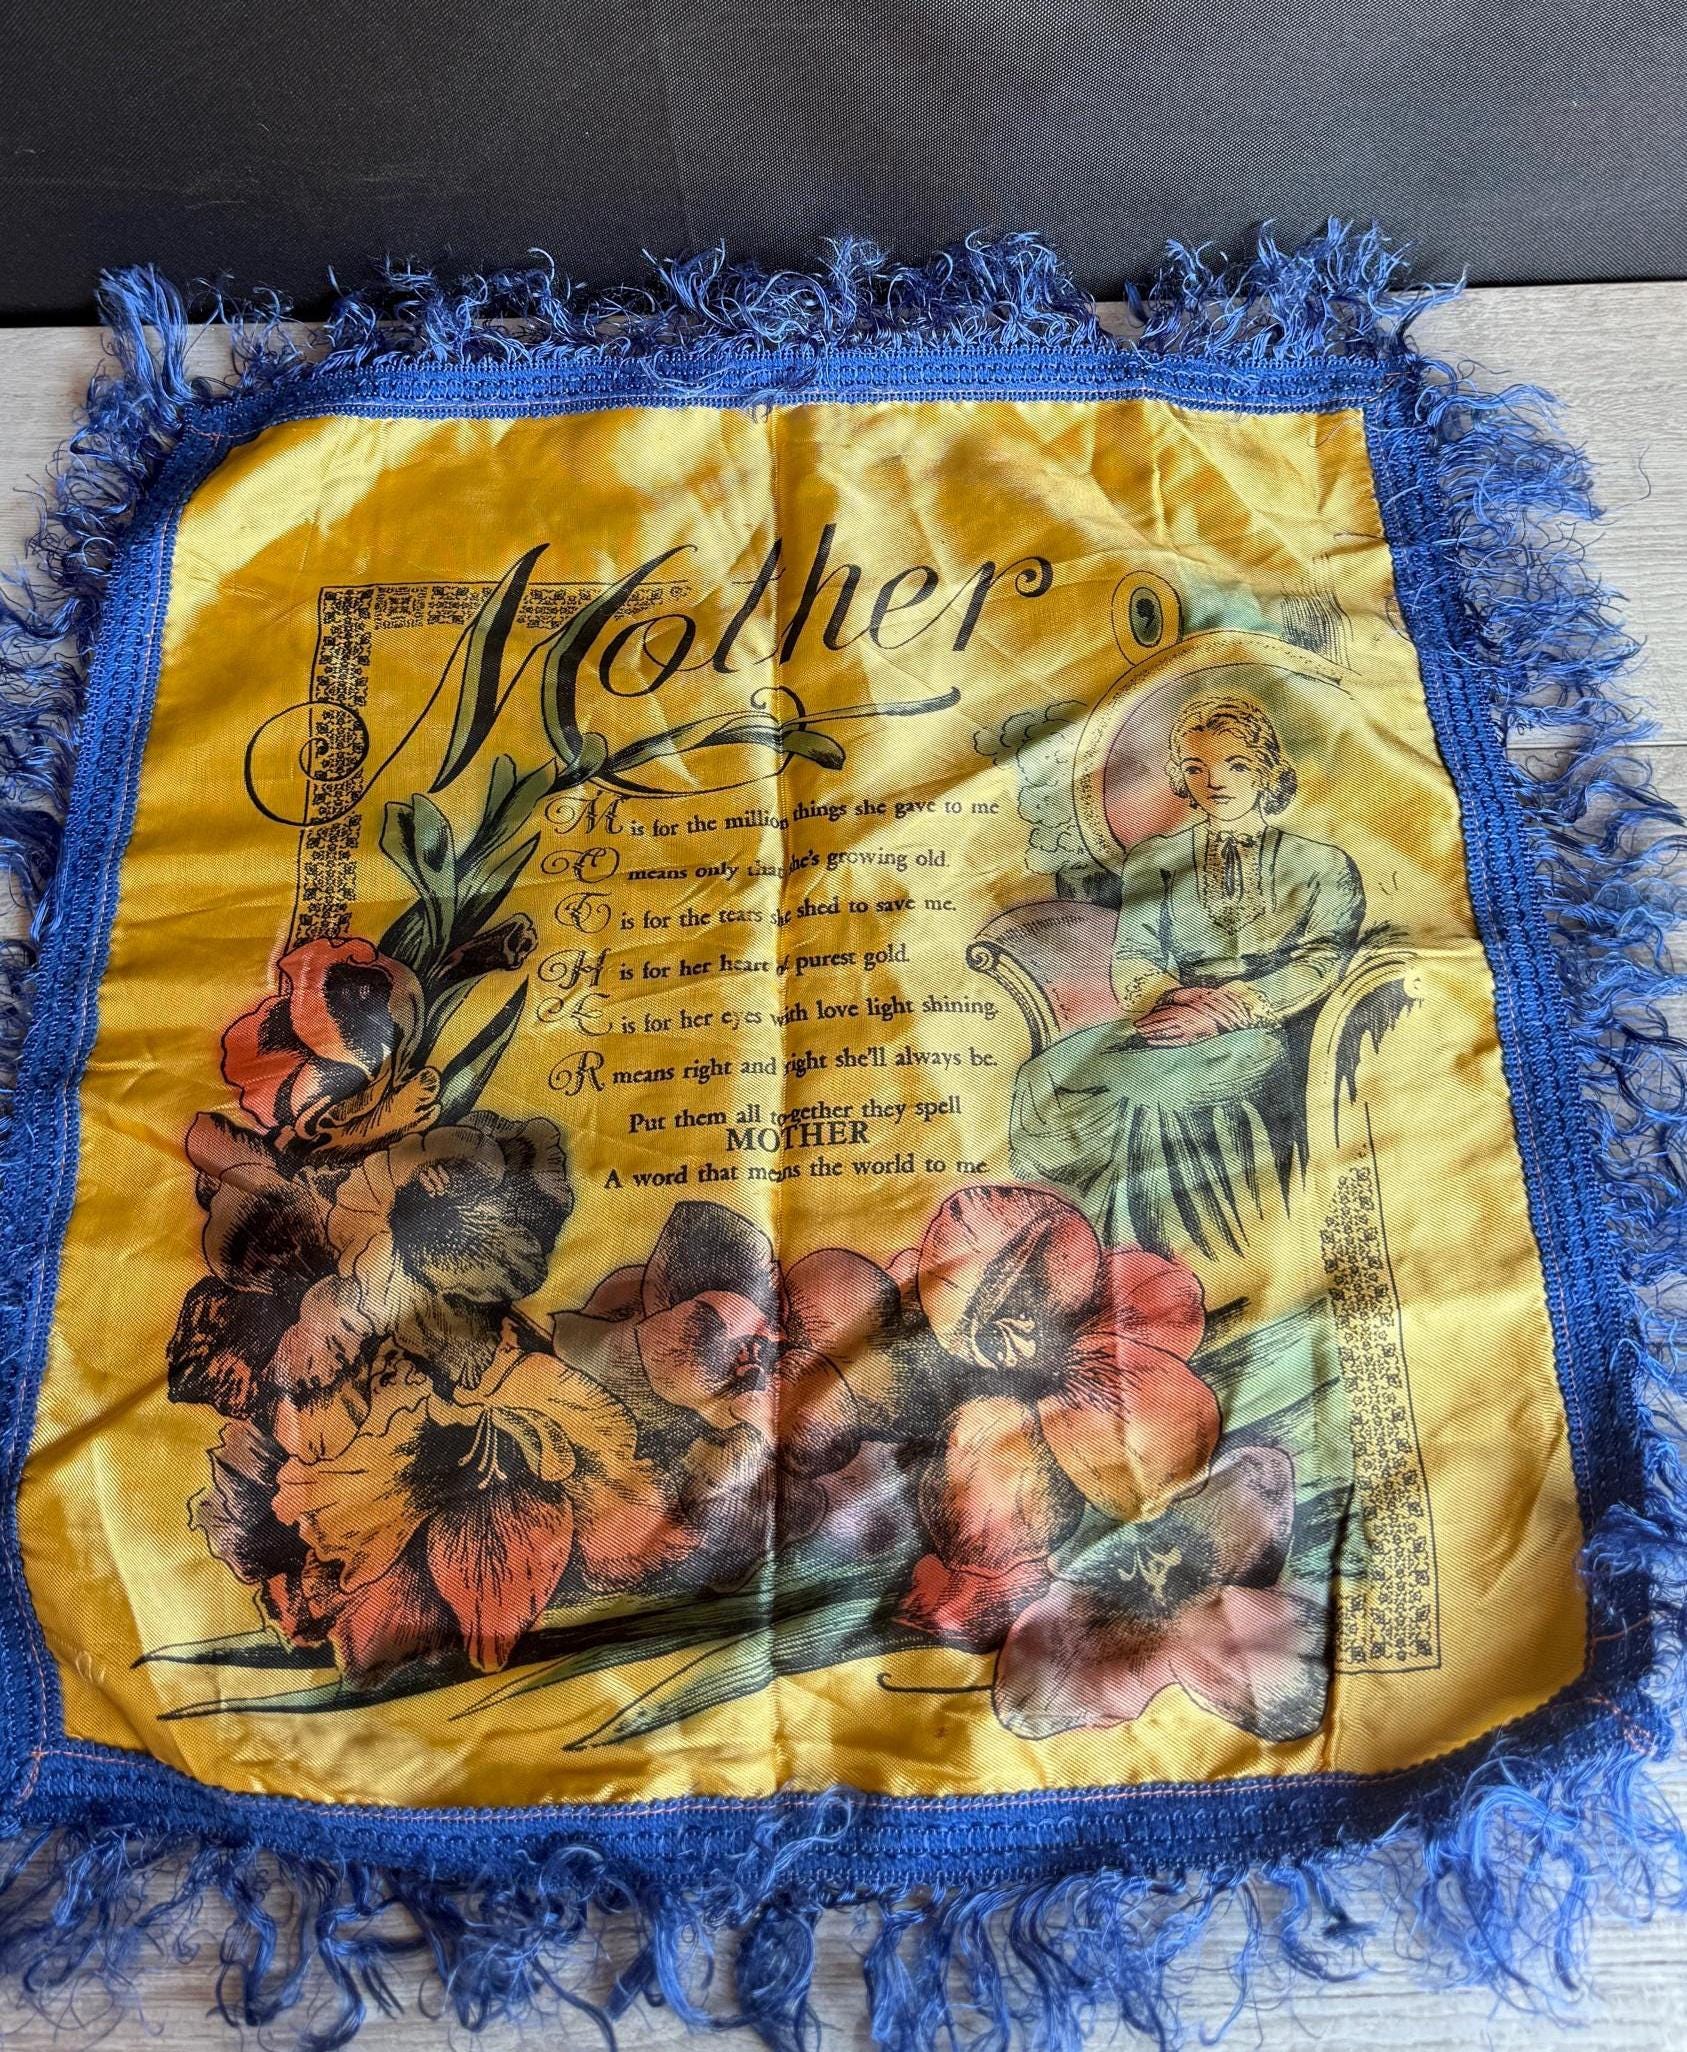 Mother
M is for the million things she gave to me
O means only that she's growing old.
T is for the tears she shed to save me.
H is for her heart of purest gold.
E is for her eyes with love light shining,
R means right and right she'll always be.
Put them all together they spell
MOTHER
A word that means the world to me